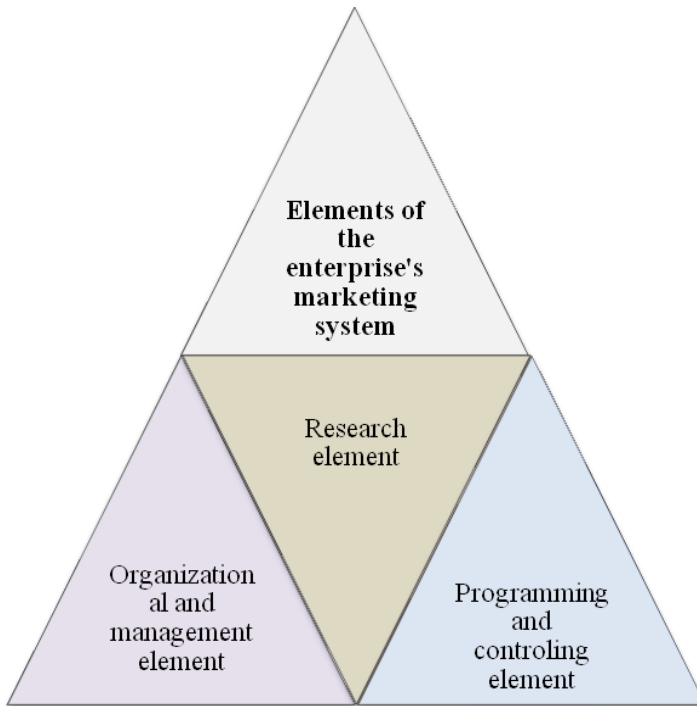 Elements of
the
enterprise's
marketing
system
Research
element
Organization
al and
management
element
Programming
and
controling
element